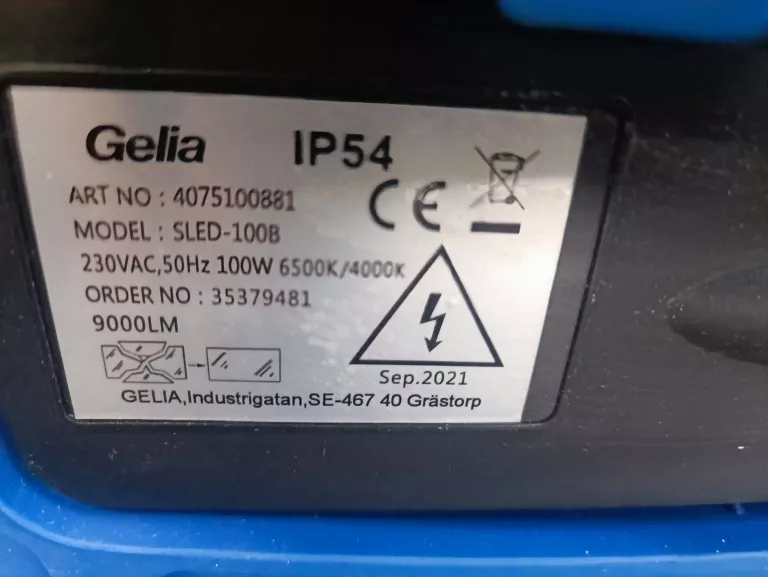 Gelia IP54
ART NO : 4075100881
CE
MODEL : SLED-100B
230VAC,50Hz 100W 6500K/4000K
ORDER NO : 35379481
9000LM
Sep.2021
GELIA,Industrigatan,SE-467 40 Grästorp